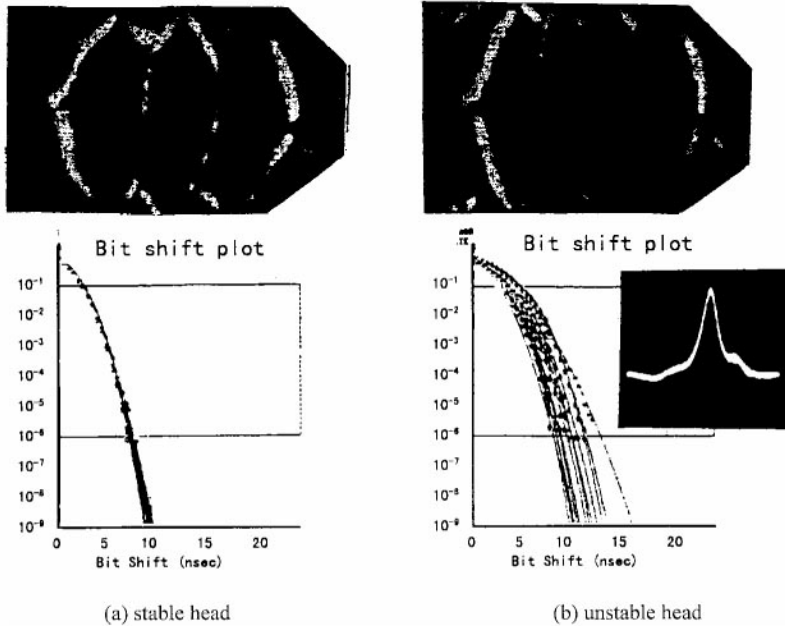 Bit shift plot
10-1
10-2
10-3
10-4
10-5
10-6
10-7
10-8
10-9
0 5 10 15 20
Bit Shift (nsec)
(a) stable head
Bit shift plot
10-1
10-2
10-3
10-4
10-5
10-6
10-7
10-8
10-9
0 5 10 15 20
Bit Shift (nsec)
(b) unstable head